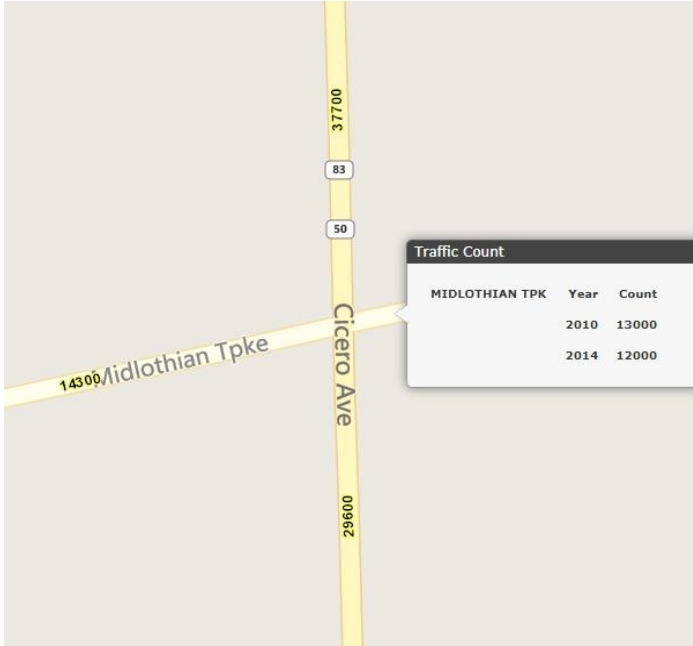 37700
83
50
Traffic Count
MIDLOTHIAN TPK Year Count
2010 13000
2014 12000
Cicero Ave
Midlothian Tpke
14300
29600